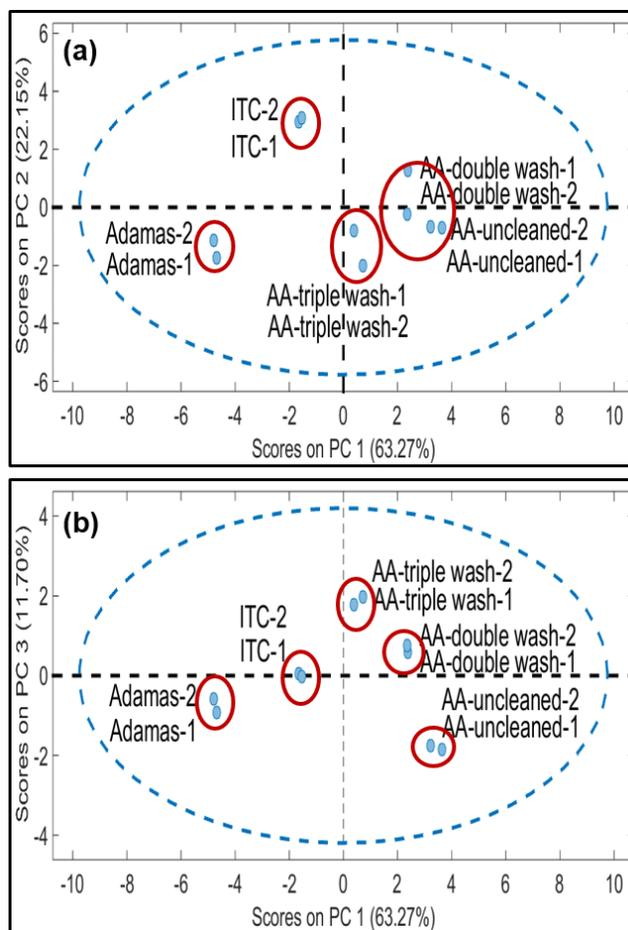 (a)
Scores on PC 2 (22.15%)
6
4
2
0
-2
-4
-6
ITC-2
ITC-1
AA-double wash-1
AA-double wash-2
Adamas-2
Adamas-1
AA-uncleaned-2
AA-uncleaned-1
AA-triple wash-1
AA-triple wash-2
-10 -8 -6 -4 -2 0 2 4 6 8 10
Scores on PC 1 (63.27%)
(b)
Scores on PC 3 (11.70%)
4
2
0
-2
-4
AA-triple wash-2
AA-triple wash-1
ITC-2
ITC-1
AA-double wash-2
AA-double wash-1
Adamas-2
Adamas-1
AA-uncleaned-2
AA-uncleaned-1
-10 -8 -6 -4 -2 0 2 4 6 8 10
Scores on PC 1 (63.27%)